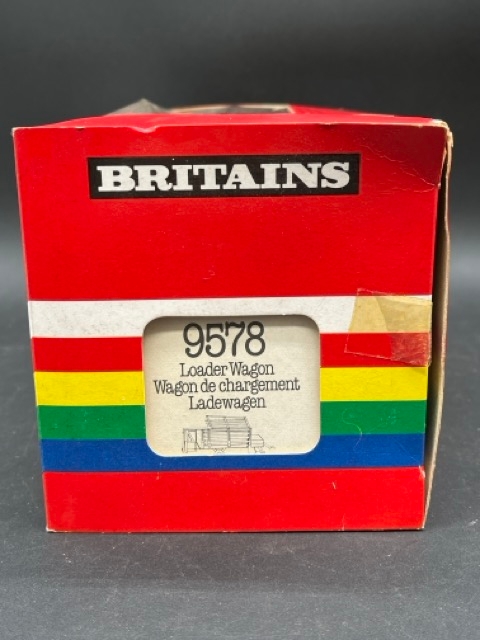 BRITAINS
9578
Loader Wagon
Wagon de chargement
Ladewagen